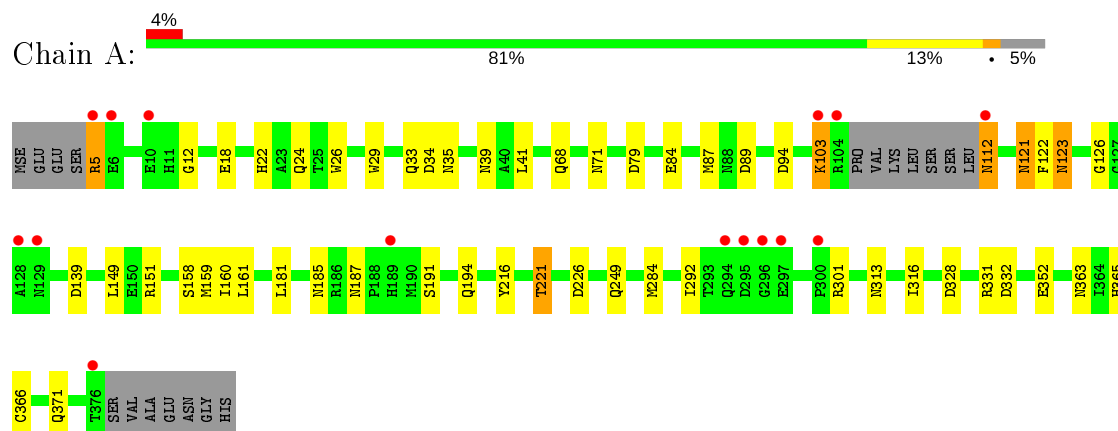 4%
Chain A:
81% 13% • 5%
MSE GLU GLU SER R5 E6 E10 H11 G12 E18 H22 A23 Q24 T25 W26 W29 Q33 D34 N35 N39 A40 L41 Q68 N71 D79 E84 M87 N88 D89 D94 K103 R104 PRO VAL LYS LEU SER SER LEU N112 N121 F122 N123 G126
A128 N129 D139 L149 E150 R151 S158 M159 I160 L161 L181 N185 R186 N187 P188 H189 M190 S191 Q194 Y216 T221 D226 Q249 M284 I292 T293 Q294 D295 G296 E297 P300 R301 N313 I316 D328 R331 D332 E352 N363 I364 H365
C366 Q371 T376 SER VAL ALA GLU ASN GLY HIS